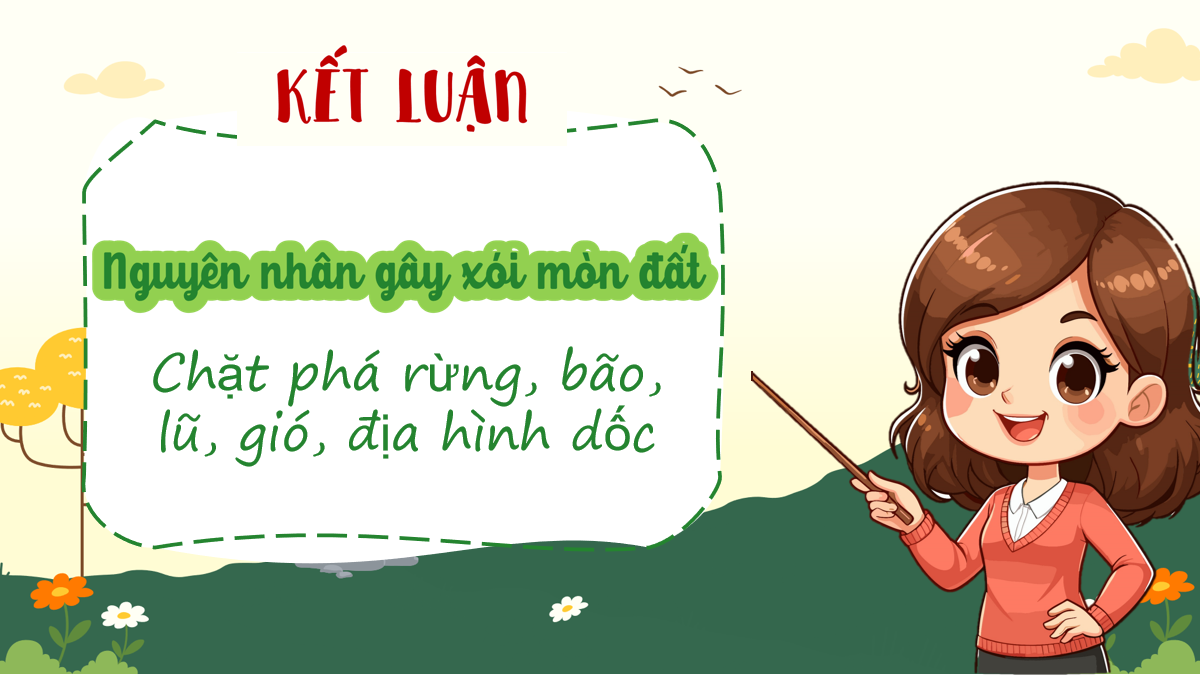 KẾT LUẬN
Nguyên nhân gây xói mòn đất
Chặt phá rừng, bão,
lũ, gió, địa hình dốc